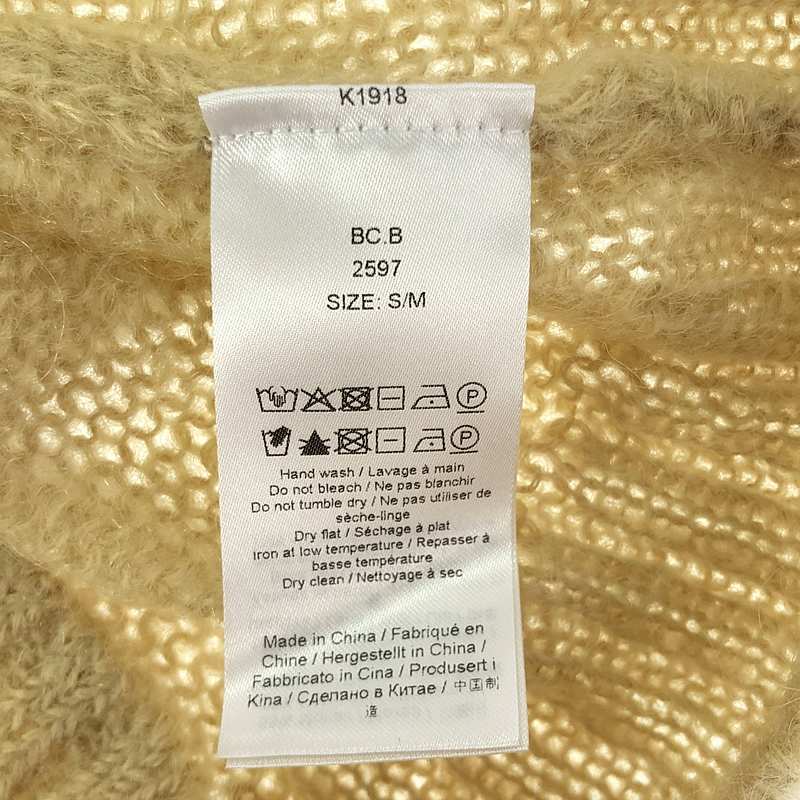 K1918
BC.B
2597
SIZE: S/M
P
P
Hand wash / Lavage à main
Do not bleach / Ne pas blanchir
Do not tumble dry / Ne pas utiliser de
sèche-linge
Dry flat / Séchage à plat
Iron at low temperature / Repasser à
basse température
Dry clean / Nettoyage à sec
Made in China / Fabriqué en
Chine / Hergestellt in China /
Fabbricato in Cina / Produsert i
Kina / Сделано в Китае / 中国制
造